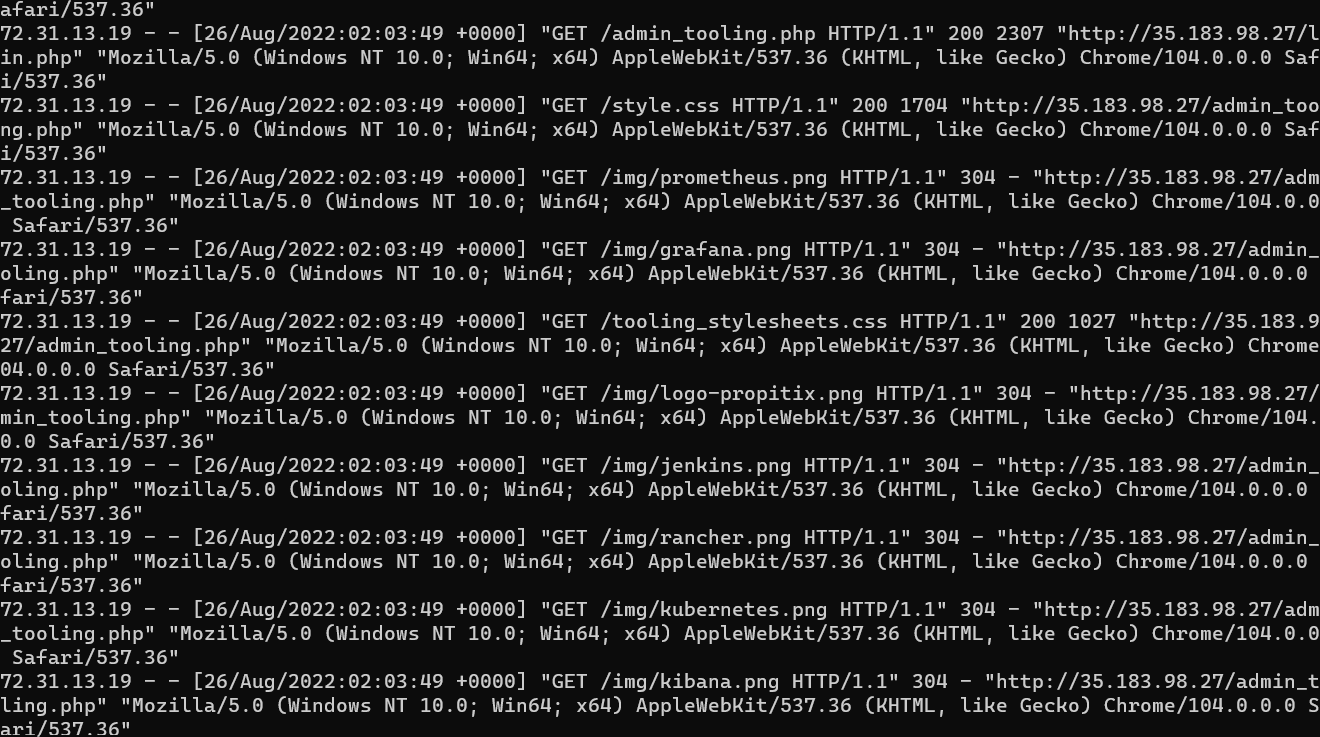 afari/537.36"
72.31.13.19 - - [26/Aug/2022:02:03:49 +0000] "GET /admin_tooling.php HTTP/1.1" 200 2307 "http://35.183.98.27/l
in.php" "Mozilla/5.0 (Windows NT 10.0; Win64; x64) AppleWebKit/537.36 (KHTML, like Gecko) Chrome/104.0.0.0 Saf
i/537.36"
72.31.13.19 - - [26/Aug/2022:02:03:49 +0000] "GET /style.css HTTP/1.1" 200 1704 "http://35.183.98.27/admin_too
ng.php" "Mozilla/5.0 (Windows NT 10.0; Win64; x64) AppleWebKit/537.36 (KHTML, like Gecko) Chrome/104.0.0.0 Saf
i/537.36"
72.31.13.19 - - [26/Aug/2022:02:03:49 +0000] "GET /img/prometheus.png HTTP/1.1" 304 - "http://35.183.98.27/adm
_tooling.php" "Mozilla/5.0 (Windows NT 10.0; Win64; x64) AppleWebKit/537.36 (KHTML, like Gecko) Chrome/104.0.0
Safari/537.36"
72.31.13.19 - - [26/Aug/2022:02:03:49 +0000] "GET /img/grafana.png HTTP/1.1" 304 - "http://35.183.98.27/admin_
oling.php" "Mozilla/5.0 (Windows NT 10.0; Win64; x64) AppleWebKit/537.36 (KHTML, like Gecko) Chrome/104.0.0.0
fari/537.36"
72.31.13.19 - - [26/Aug/2022:02:03:49 +0000] "GET /tooling_stylesheets.css HTTP/1.1" 200 1027 "http://35.183.9
27/admin_tooling.php" "Mozilla/5.0 (Windows NT 10.0; Win64; x64) AppleWebKit/537.36 (KHTML, like Gecko) Chrome
04.0.0.0 Safari/537.36"
72.31.13.19 - - [26/Aug/2022:02:03:49 +0000] "GET /img/logo-propitix.png HTTP/1.1" 304 - "http://35.183.98.27/
min_tooling.php" "Mozilla/5.0 (Windows NT 10.0; Win64; x64) AppleWebKit/537.36 (KHTML, like Gecko) Chrome/104.
0.0 Safari/537.36"
72.31.13.19 - - [26/Aug/2022:02:03:49 +0000] "GET /img/jenkins.png HTTP/1.1" 304 - "http://35.183.98.27/admin_
oling.php" "Mozilla/5.0 (Windows NT 10.0; Win64; x64) AppleWebKit/537.36 (KHTML, like Gecko) Chrome/104.0.0.0
fari/537.36"
72.31.13.19 - - [26/Aug/2022:02:03:49 +0000] "GET /img/rancher.png HTTP/1.1" 304 - "http://35.183.98.27/admin_
oling.php" "Mozilla/5.0 (Windows NT 10.0; Win64; x64) AppleWebKit/537.36 (KHTML, like Gecko) Chrome/104.0.0.0
fari/537.36"
72.31.13.19 - - [26/Aug/2022:02:03:49 +0000] "GET /img/kubernetes.png HTTP/1.1" 304 - "http://35.183.98.27/adm
_tooling.php" "Mozilla/5.0 (Windows NT 10.0; Win64; x64) AppleWebKit/537.36 (KHTML, like Gecko) Chrome/104.0.0
Safari/537.36"
72.31.13.19 - - [26/Aug/2022:02:03:49 +0000] "GET /img/kibana.png HTTP/1.1" 304 - "http://35.183.98.27/admin_t
ling.php" "Mozilla/5.0 (Windows NT 10.0; Win64; x64) AppleWebKit/537.36 (KHTML, like Gecko) Chrome/104.0.0.0 S
ari/537.36"